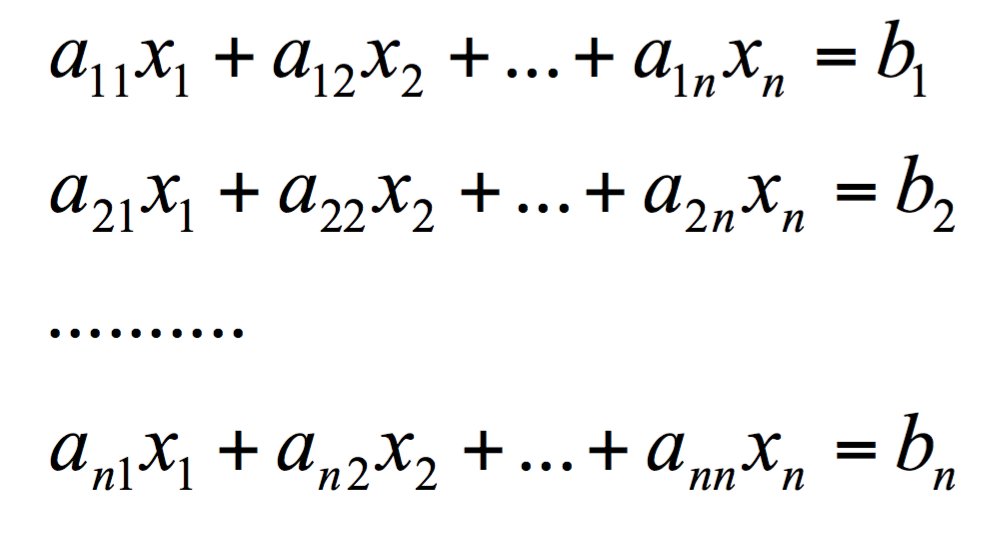 a₁₁x₁ + a₁₂x₂ + ... + a₁ₙxₙ = b₁
a₂₁x₁ + a₂₂x₂ + ... + a₂ₙxₙ = b₂
..........
aₙ₁x₁ + aₙ₂x₂ + ... + aₙₙxₙ = bₙ